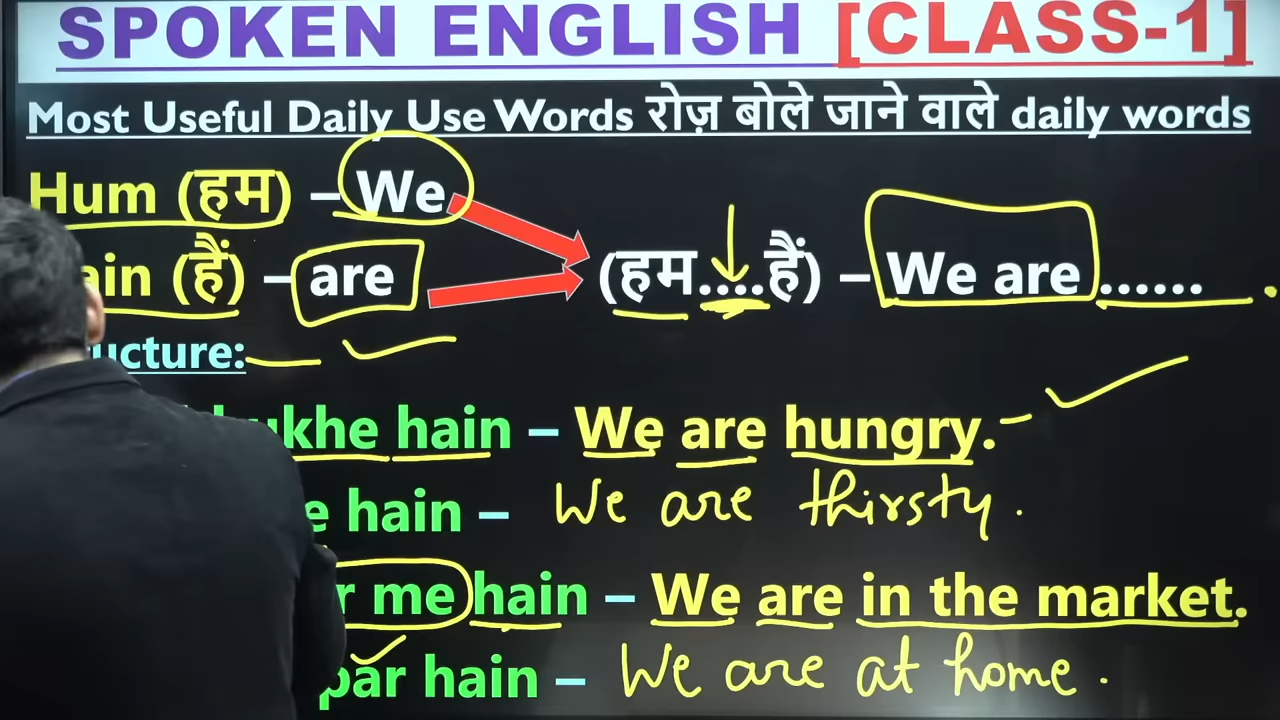 SPOKEN ENGLISH [CLASS-1]
Most Useful Daily Use Words रोज़ बोले जाने वाले daily words
Hum (हम) – We
ain (हैं) – are
(हम....हैं) – We are ...... .
ucture:
ukhe hain – We are hungry.
e hain – We are thirsty.
r me hain – We are in the market.
par hain – We are at home.